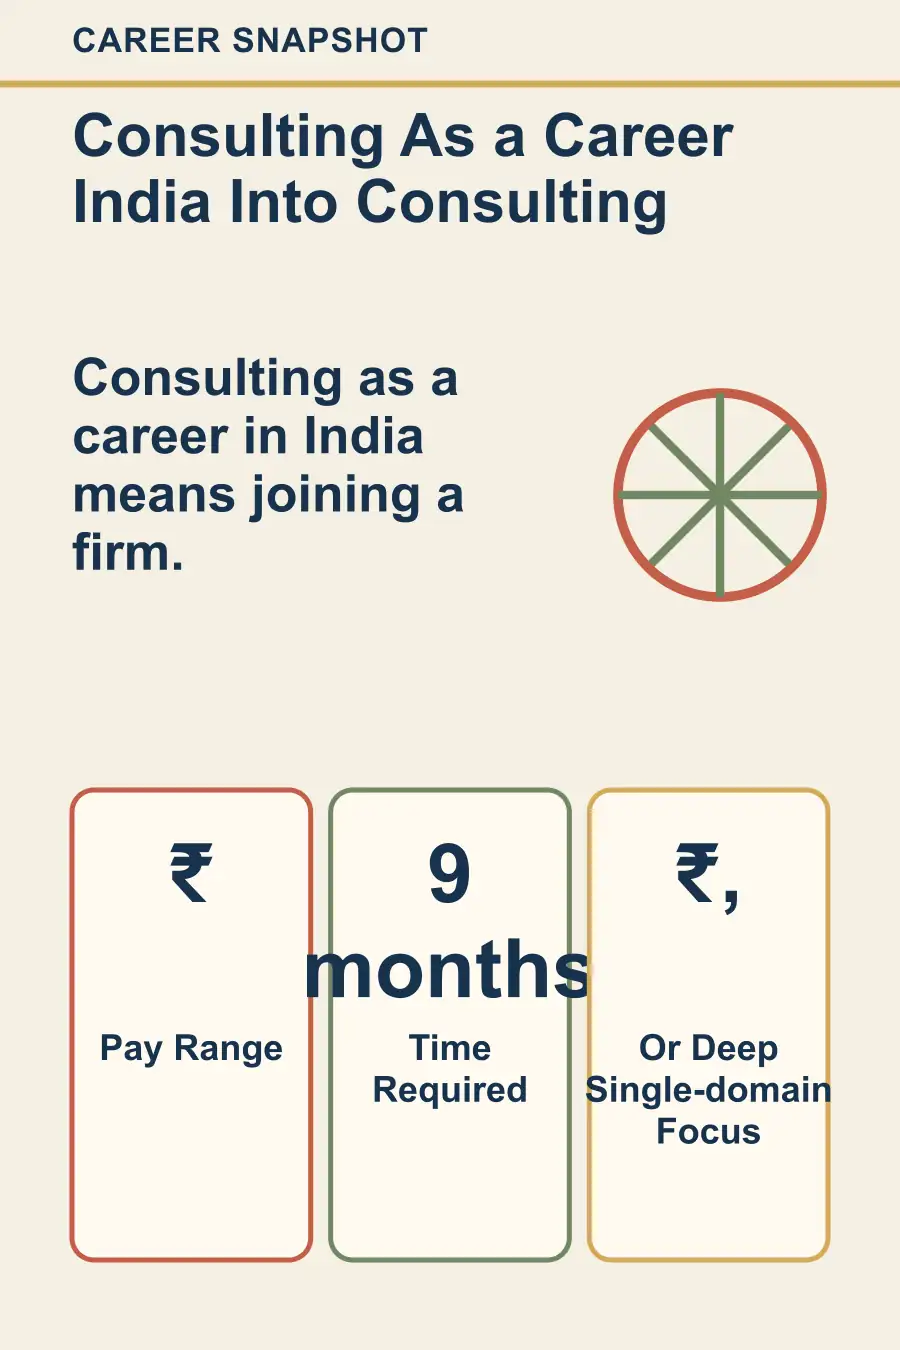 CAREER SNAPSHOT
Consulting As a Career
India Into Consulting
Consulting as a
career in India
means joining a
firm.
₹
Pay Range
9
months
Time
Required
₹,
Or Deep
Single-domain
Focus